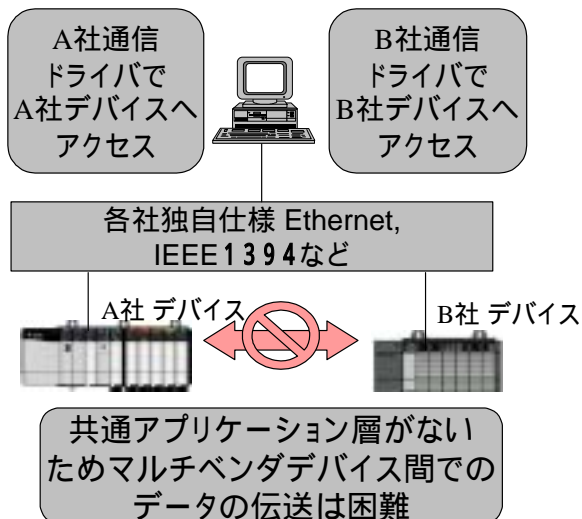 A社通信
ドライバで
A社デバイスへ
アクセス
B社通信
ドライバで
B社デバイスへ
アクセス
各社独自仕様 Ethernet,
IEEE1394など
A社 デバイス
B社 デバイス
共通アプリケーション層がない
ためマルチベンダデバイス間での
データの伝送は困難